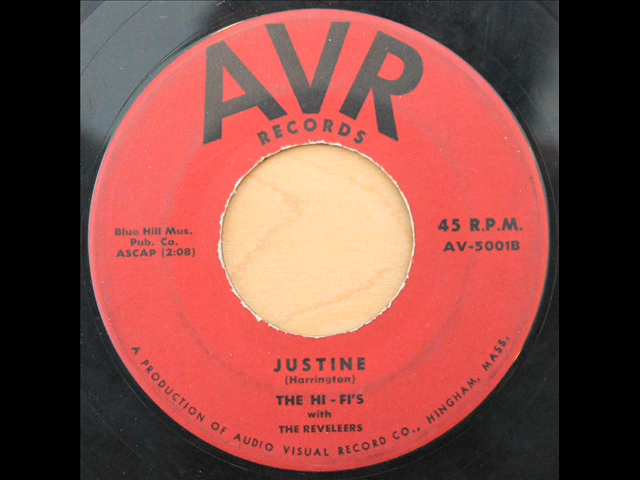 AVR
RECORDS
Blue Hill Mus.
Pub. Co.
ASCAP (2:08)
45 R.P.M.
AV-5001B
JUSTINE
(Harrington)
THE HI-FI'S
with
THE REVELEERS
A PRODUCTION OF AUDIO VISUAL RECORD CO., HINGHAM, MASS.